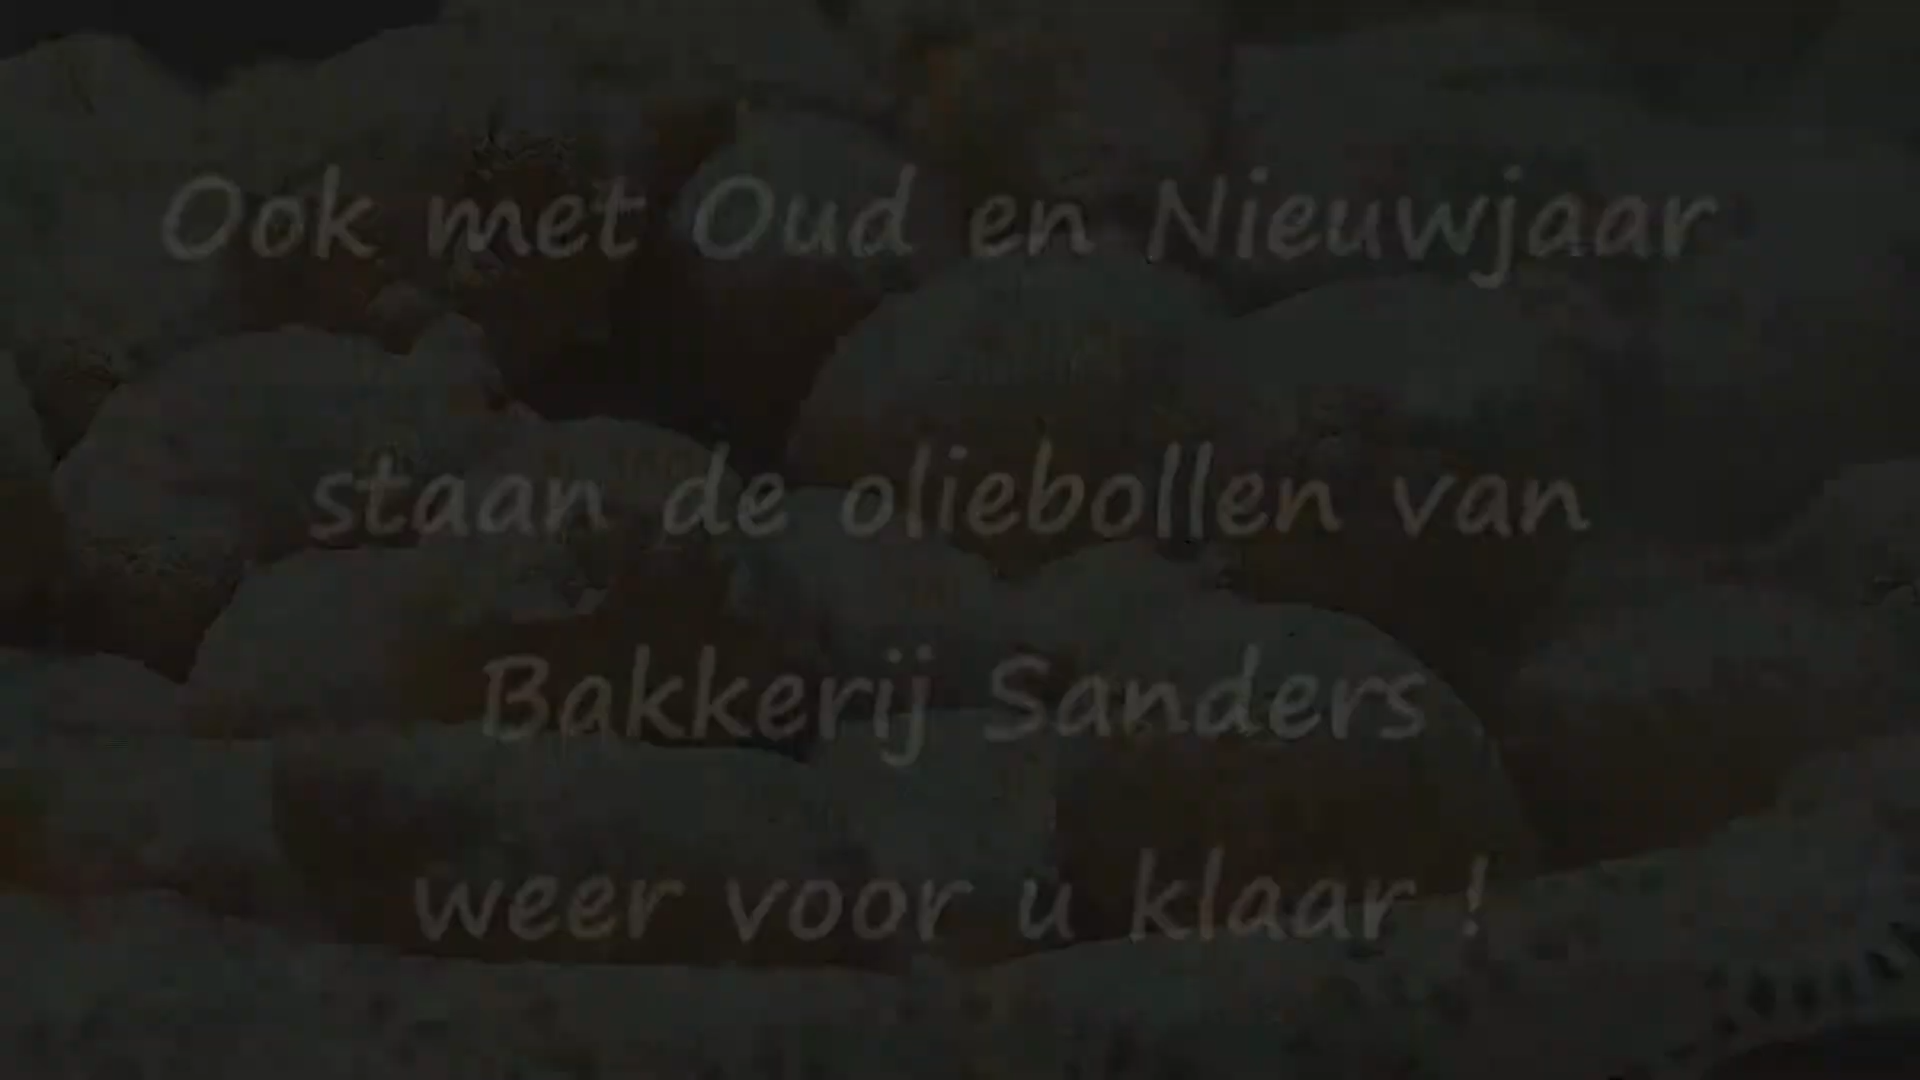 Ook met Oud en Nieuwjaar
staan de oliebollen van
Bakkerij Sanders
weer voor u klaar !